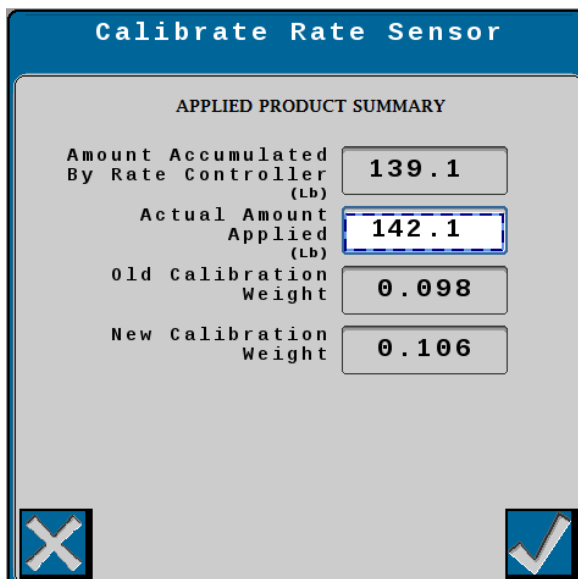 Calibrate Rate Sensor
APPLIED PRODUCT SUMMARY
Amount Accumulated
By Rate Controller
(Lb)
139.1
Actual Amount
Applied
(Lb)
142.1
Old Calibration
Weight
0.098
New Calibration
Weight
0.106